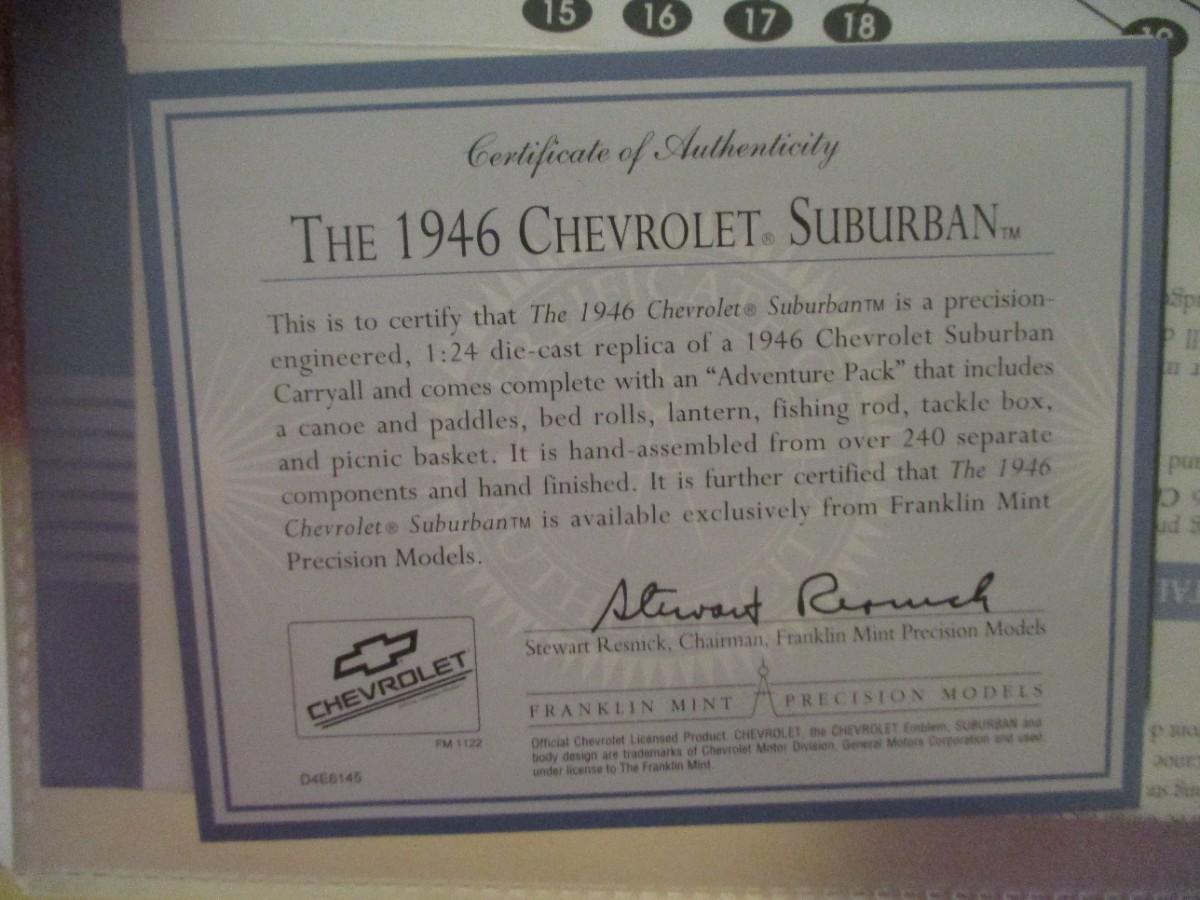 15 16 17 18
Certificate of Authenticity
THE 1946 CHEVROLET® SUBURBAN™
This is to certify that The 1946 Chevrolet® Suburban™ is a precision-
engineered, 1:24 die-cast replica of a 1946 Chevrolet Suburban
Carryall and comes complete with an “Adventure Pack” that includes
a canoe and paddles, bed rolls, lantern, fishing rod, tackle box,
and picnic basket. It is hand-assembled from over 240 separate
components and hand finished. It is further certified that The 1946
Chevrolet® Suburban™ is available exclusively from Franklin Mint
Precision Models.
Stewart Resnick
Stewart Resnick, Chairman, Franklin Mint Precision Models
CHEVROLET
FRANKLIN MINT PRECISION MODELS
FM 1122
Official Chevrolet Licensed Product. CHEVROLET, the CHEVROLET Emblem, SUBURBAN and
body design are trademarks of Chevrolet Motor Division, General Motors Corporation and used
under license to The Franklin Mint.
D4E6145